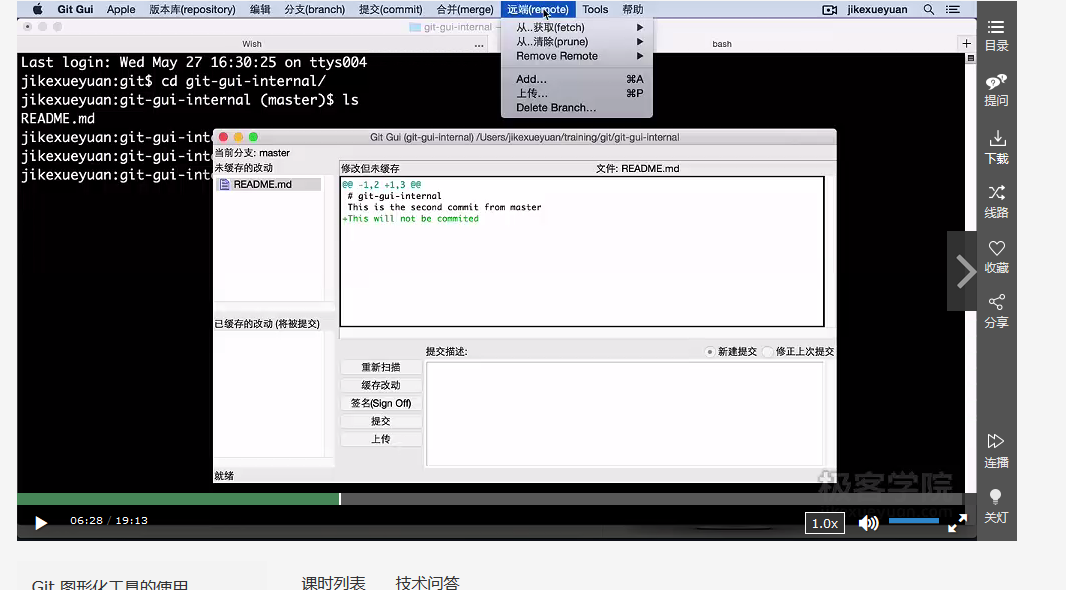 Git Gui Apple 版本库(repository) 编辑 分支(branch) 提交(commit) 合并(merge) 远端(remote) Tools 帮助 jikexueyuan
git-gui-internal
从..获取(fetch)
从..清除(prune)
Remove Remote
Add... ⌘A
上传... ⌘P
Delete Branch...
Wish ... bash
Last login: Wed May 27 16:30:25 on ttys004
jikexueyuan:git$ cd git-gui-internal/
jikexueyuan:git-gui-internal (master)$ ls
README.md
jikexueyuan:git-int
jikexueyuan:git-gui-int
jikexueyuan:git-gui-int
Git Gui (git-gui-internal) /Users/jikexueyuan/training/git/git-gui-internal
当前分支: master
未缓存的改动
README.md
修改但未缓存 文件: README.md
@@ -1,2 +1,3 @@
# git-gui-internal
This is the second commit from master
+This will not be commited
已缓存的改动 (将被提交)
提交描述: 新建提交 修正上次提交
重新扫描
缓存改动
签名(Sign Off)
提交
上传
就绪
极客学院
jikexueyuan.com
06:28 / 19:13
1.0x
目录
提问
下载
线路
收藏
分享
连播
关灯
Git 图形化工具的使用
课时列表 技术问答